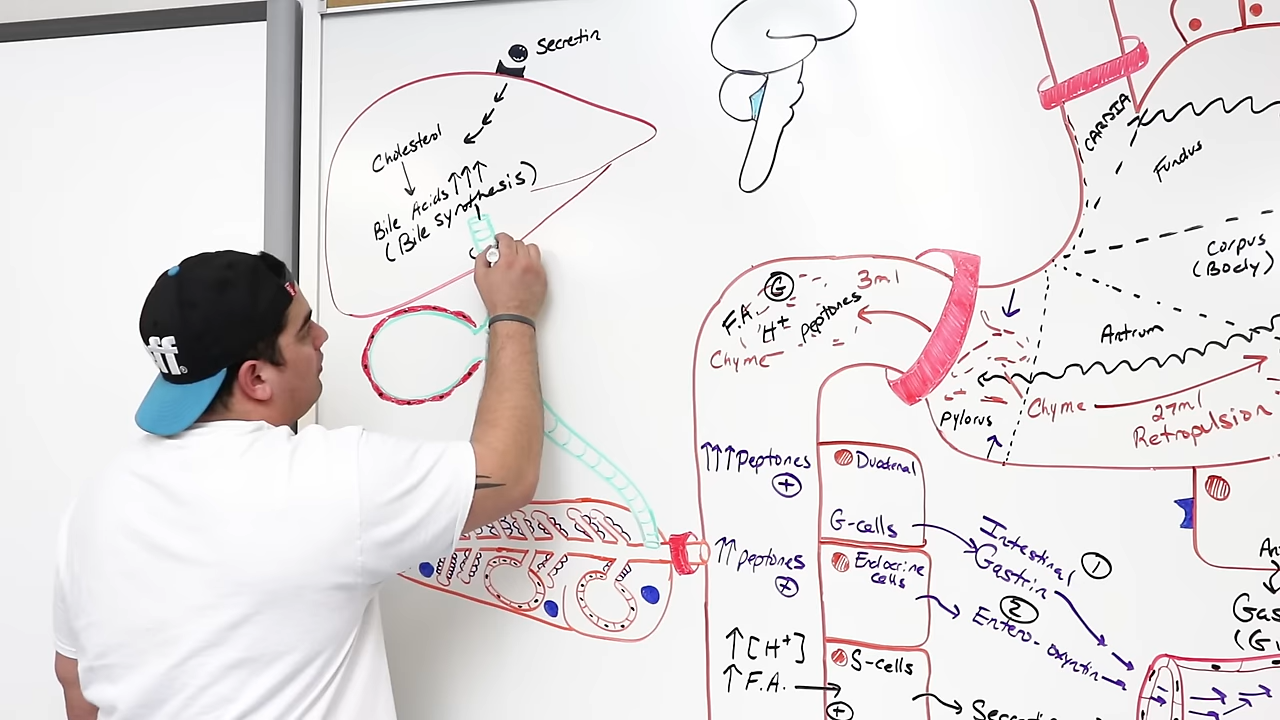 Secretin
Cholesterol
Bile Acids ↑↑↑
(Bile synthesis)
ff
CARDIA
Fundus
Corpus
(Body)
Antrum
G
3ml
F.A.
H+
Peptones
Chyme
Pylorus
Chyme
27ml
Retropulsion
↑↑↑Peptones
+
Duodenal
G-cells
Intestinal
Gastrin
1
↑↑peptones
+
Endocrine
cells
2
Entero-oxyntin
↑[H+]
↑F.A.
+
S-cells